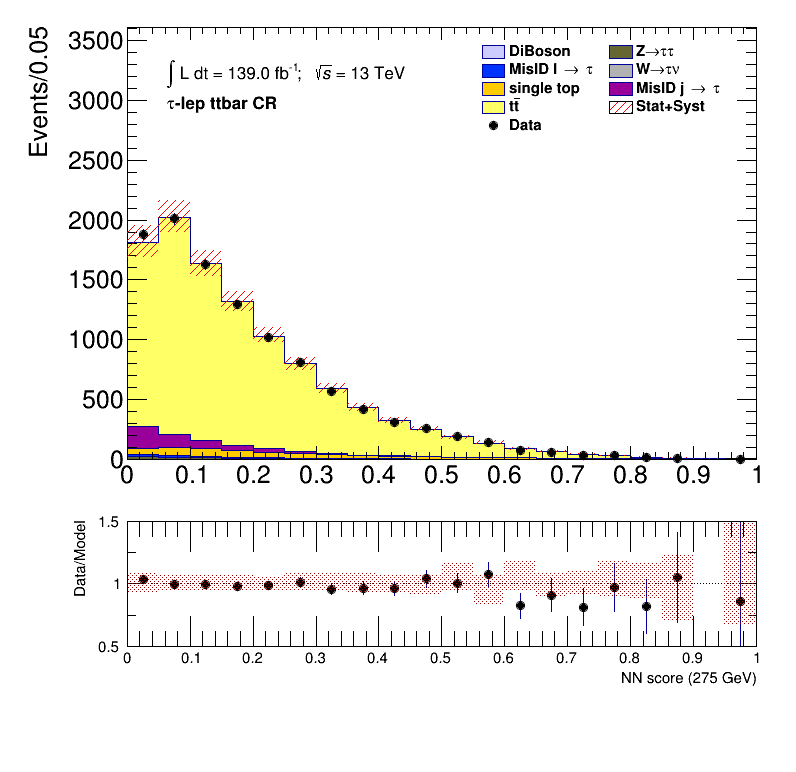 Events/0.05
3500
3000
2500
2000
1500
1000
500
0
∫ L dt = 139.0 fb⁻¹; √s = 13 TeV
τ-lep ttbar CR
DiBoson
Z→ττ
MisID l → τ
W→τν
single top
MisID j → τ
tt̄
Stat+Syst
Data
0 0.1 0.2 0.3 0.4 0.5 0.6 0.7 0.8 0.9 1
Data/Model
1.5
1
0.5
0 0.1 0.2 0.3 0.4 0.5 0.6 0.7 0.8 0.9 1
NN score (275 GeV)